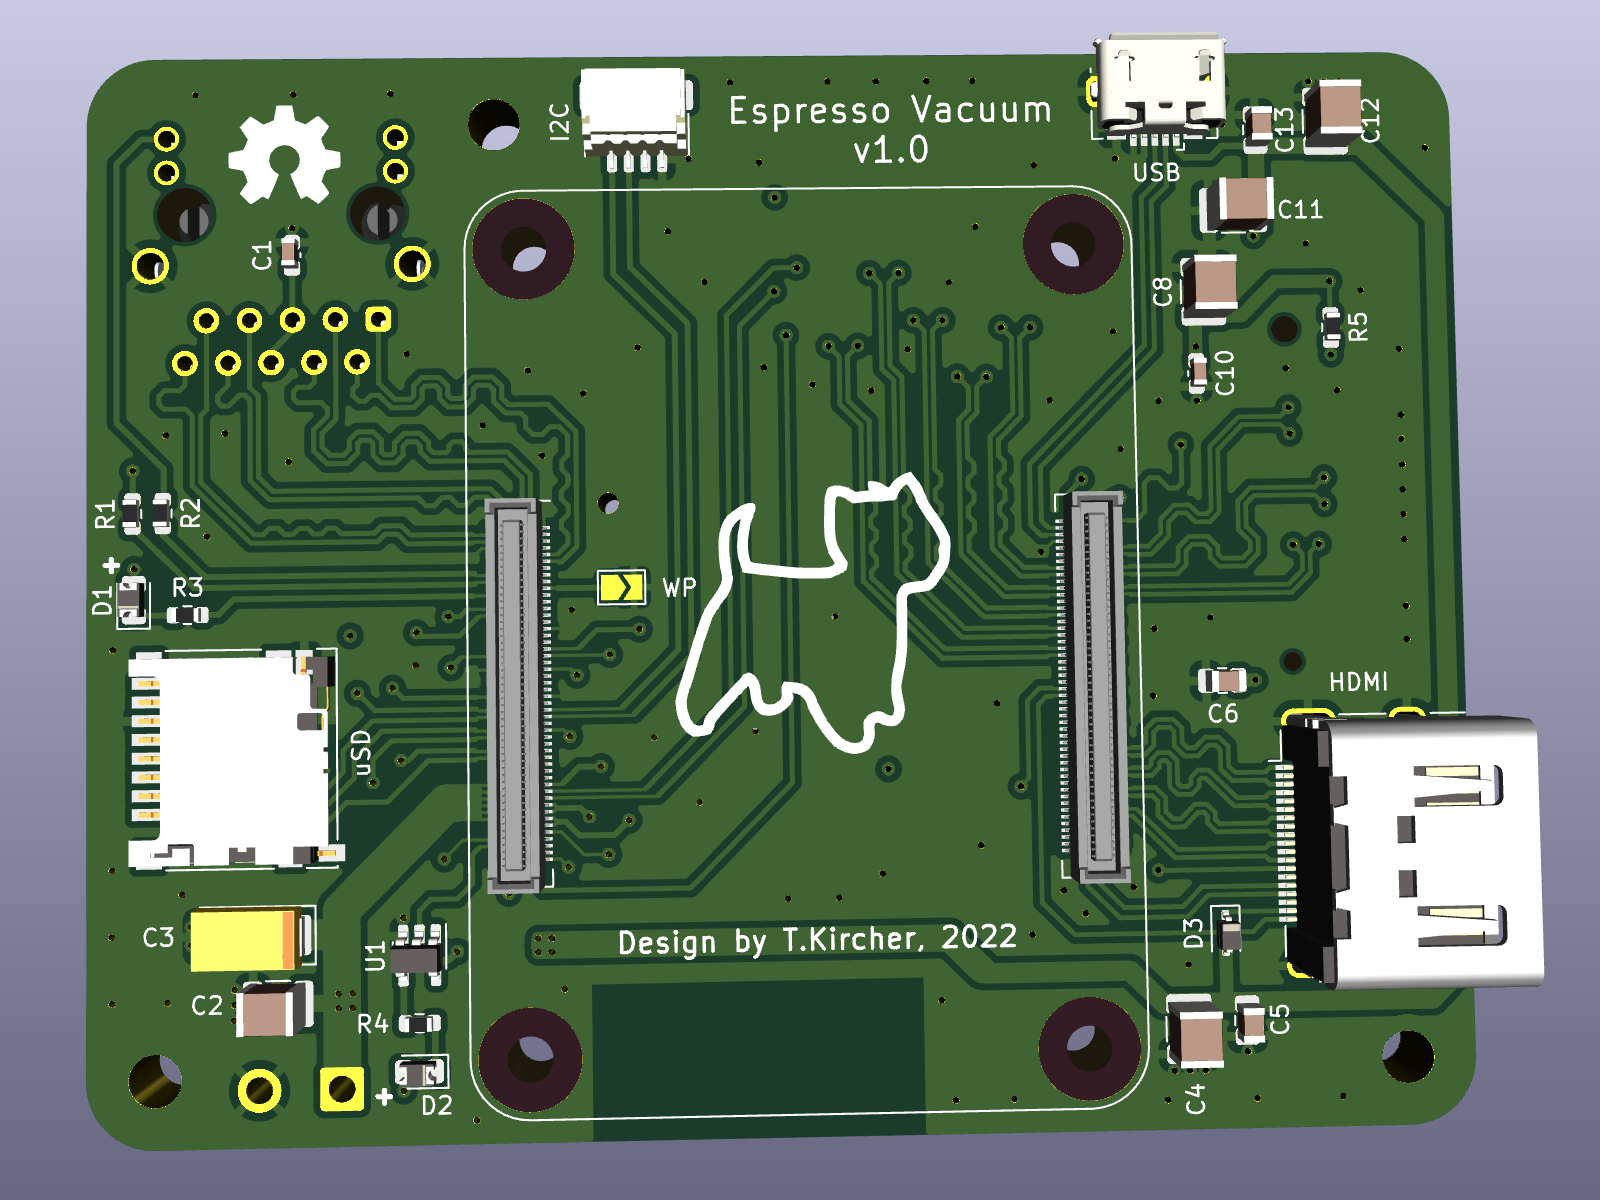 I2C
Espresso Vacuum
v1.0
USB
C13
C12
C11
C1
C8
R5
C10
R1
R2
+
D1
R3
WP
uSD
HDMI
C6
C3
U1
Design by T.Kircher, 2022
D3
C2
R4
C5
+
D2
C4